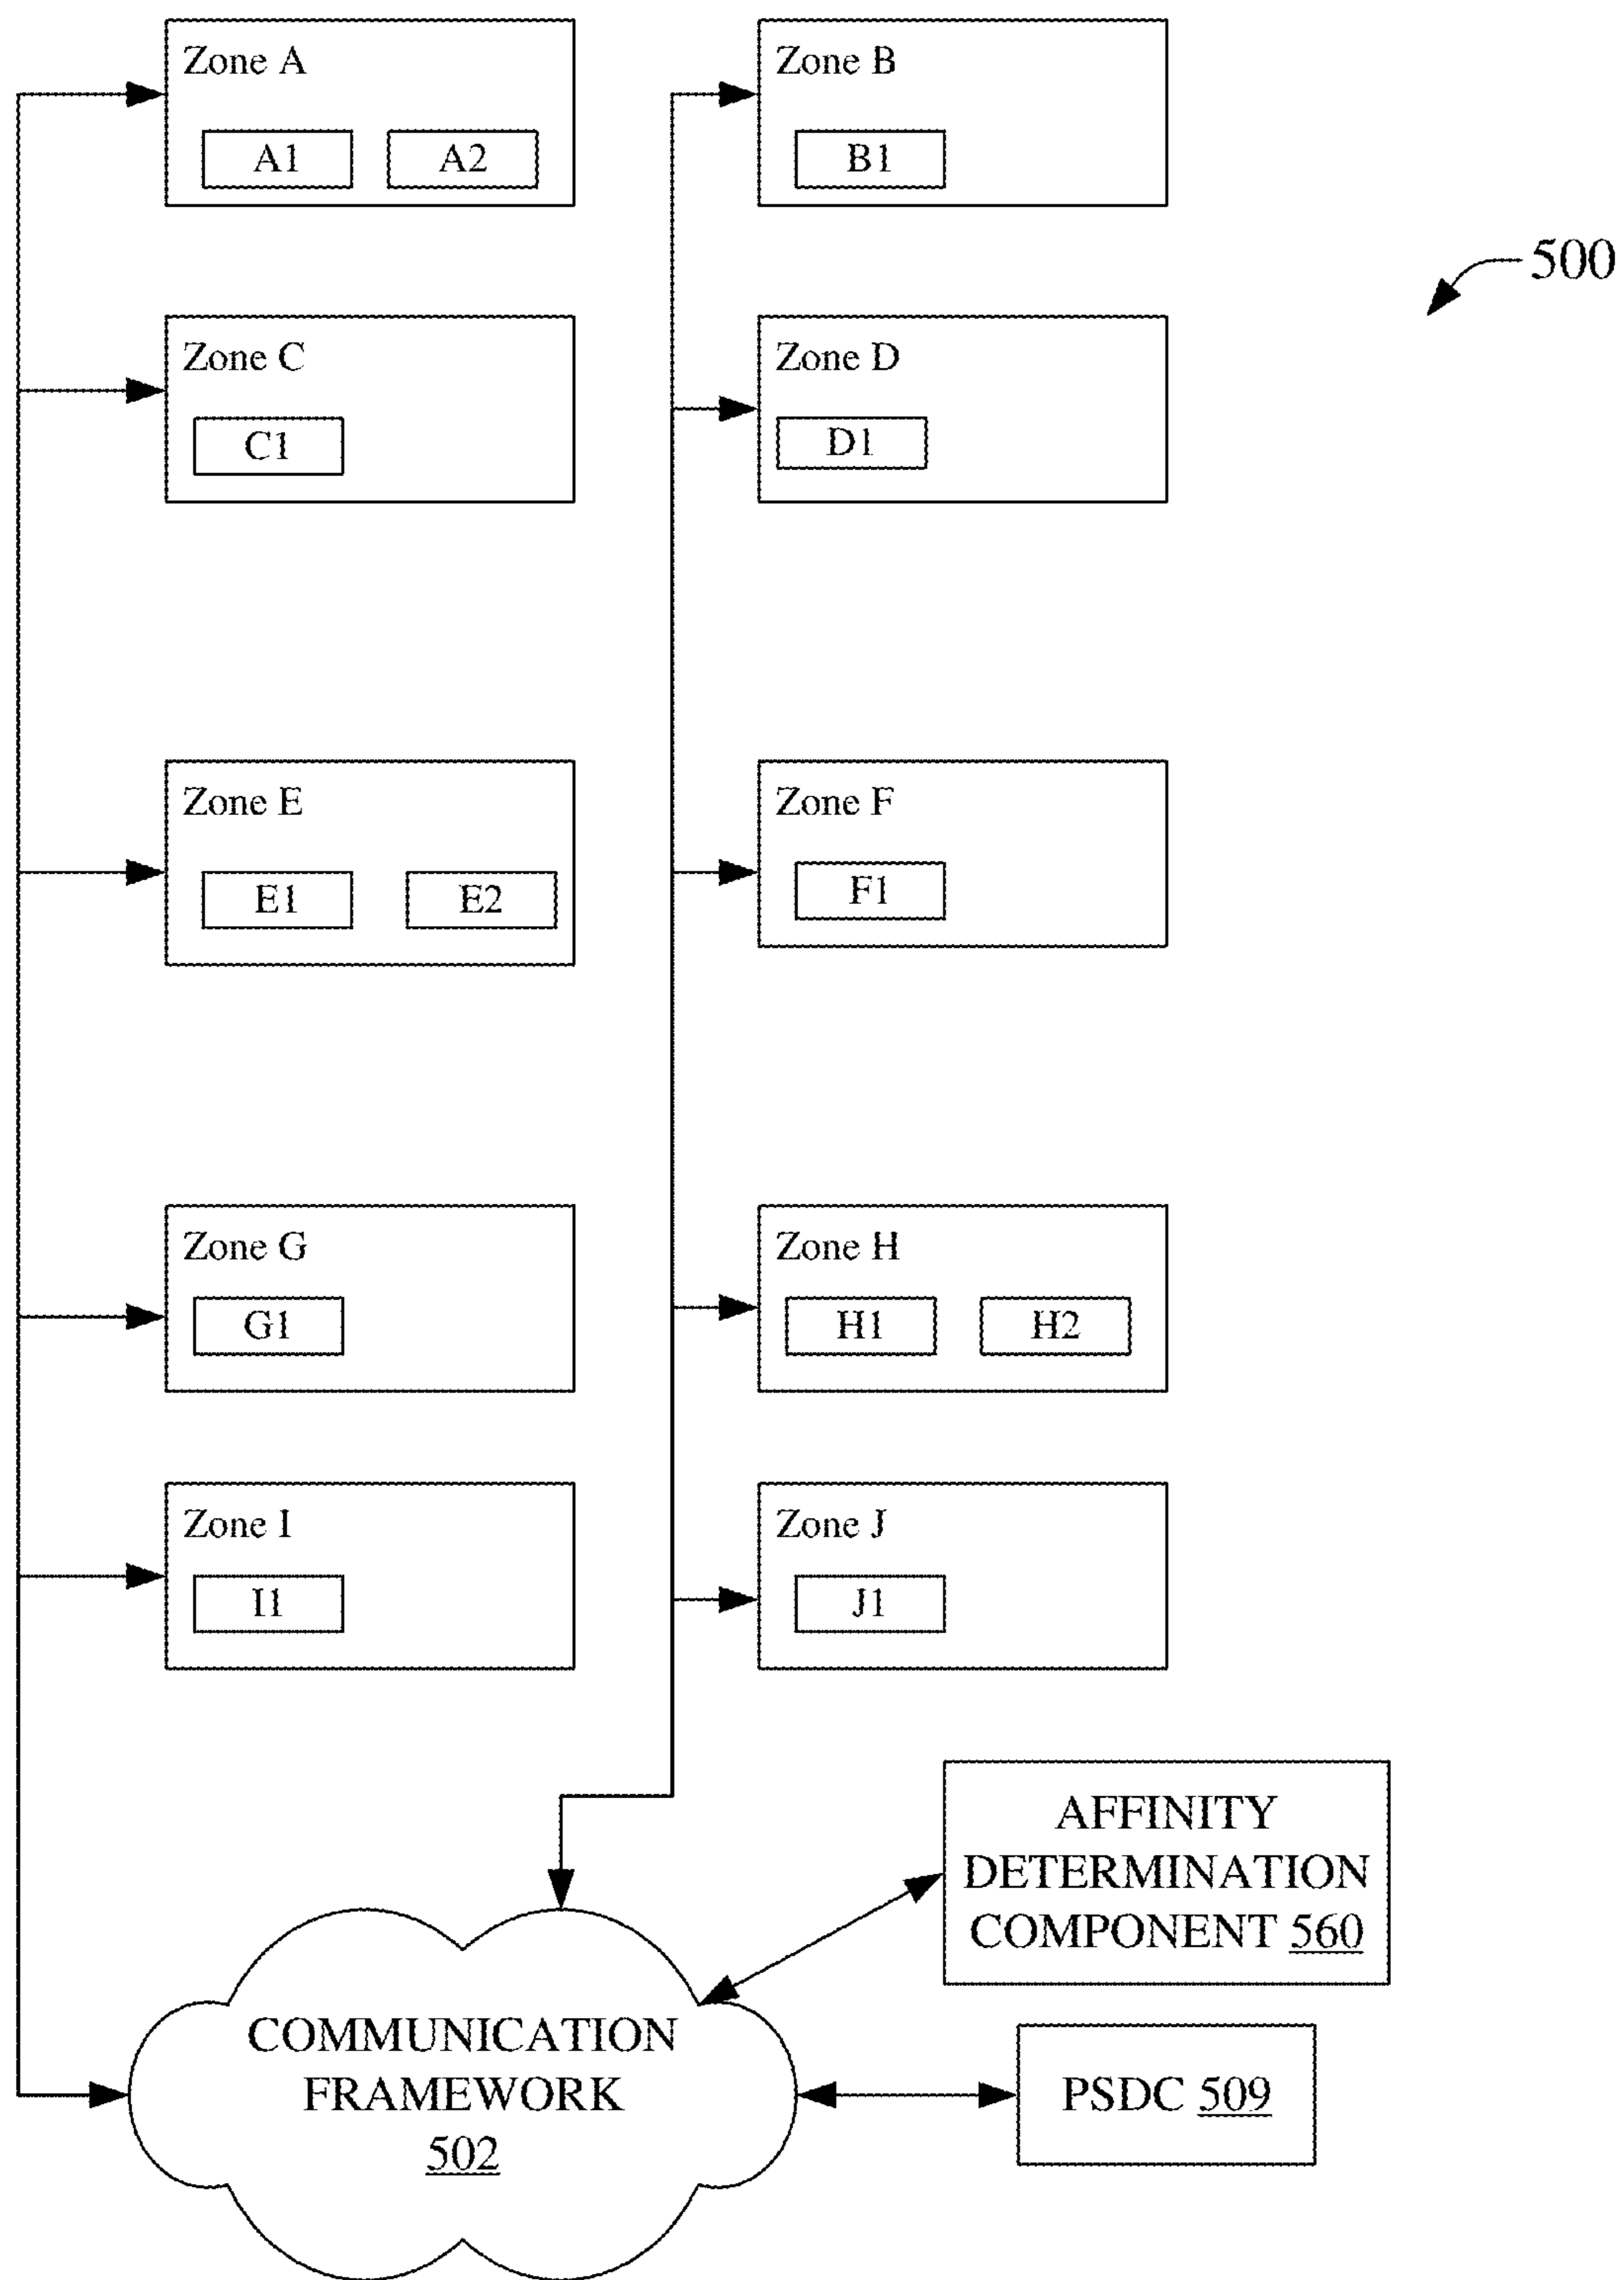 Zone A
A1 A2
Zone B
B1
500
Zone C
C1
Zone D
D1
Zone E
E1 E2
Zone F
F1
Zone G
G1
Zone H
H1 H2
Zone I
I1
Zone J
J1
AFFINITY
DETERMINATION
COMPONENT 560
COMMUNICATION
FRAMEWORK
502
PSDC 509